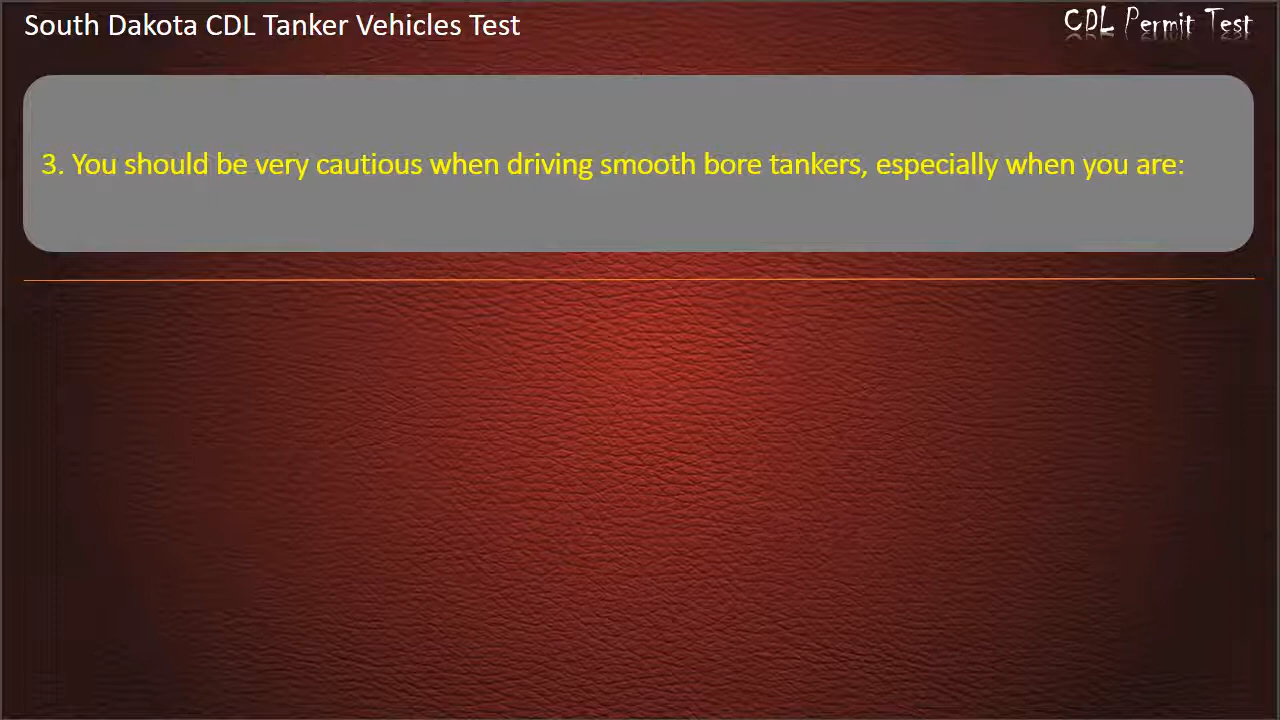 South Dakota CDL Tanker Vehicles Test
CDL Permit Test
3. You should be very cautious when driving smooth bore tankers, especially when you are: